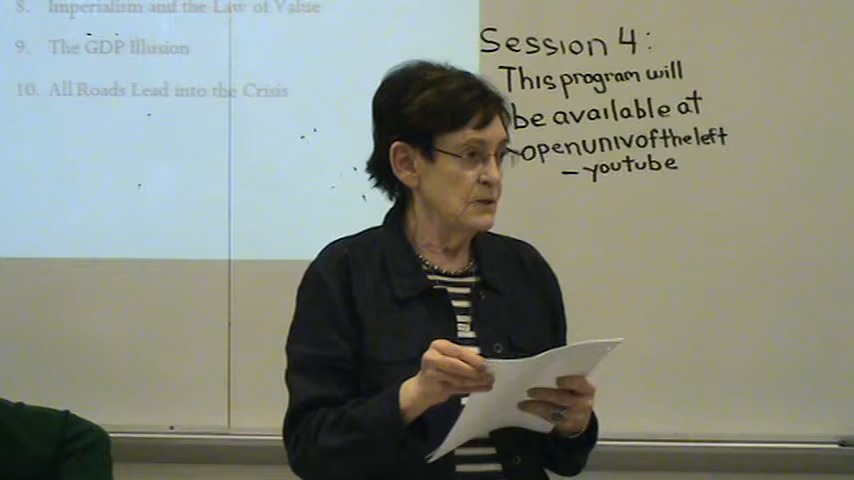 8. Imperialism and the Law of Value
9. The GDP Illusion
10. All Roads Lead into the Crisis
Session 4:
This program will
be available at
openunivoftheleft
- youtube